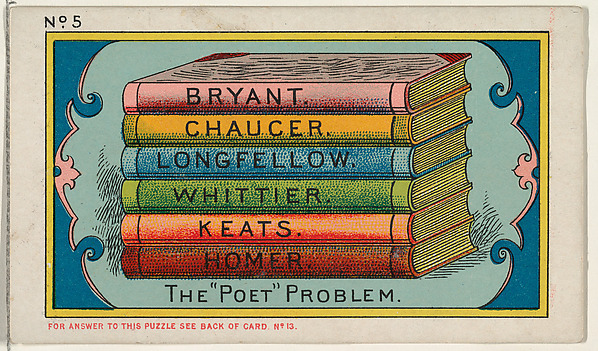 No. 5
BRYANT.
CHAUCER.
LONGFELLOW.
WHITTIER.
KEATS.
HOMER.
THE "POET" PROBLEM.
FOR ANSWER TO THIS PUZZLE SEE BACK OF CARD. No. 13.